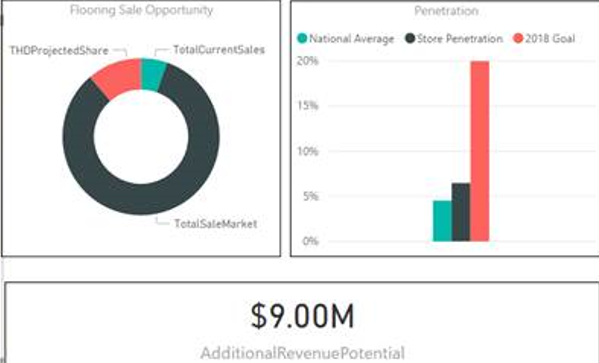 Flooring Sale Opportunity
THDProjectedShare
TotalCurrentSales
TotalSaleMarket
Penetration
National Average Store Penetration 2018 Goal
20%
15%
10%
5%
0%
$9.00M
AdditionalRevenuePotential